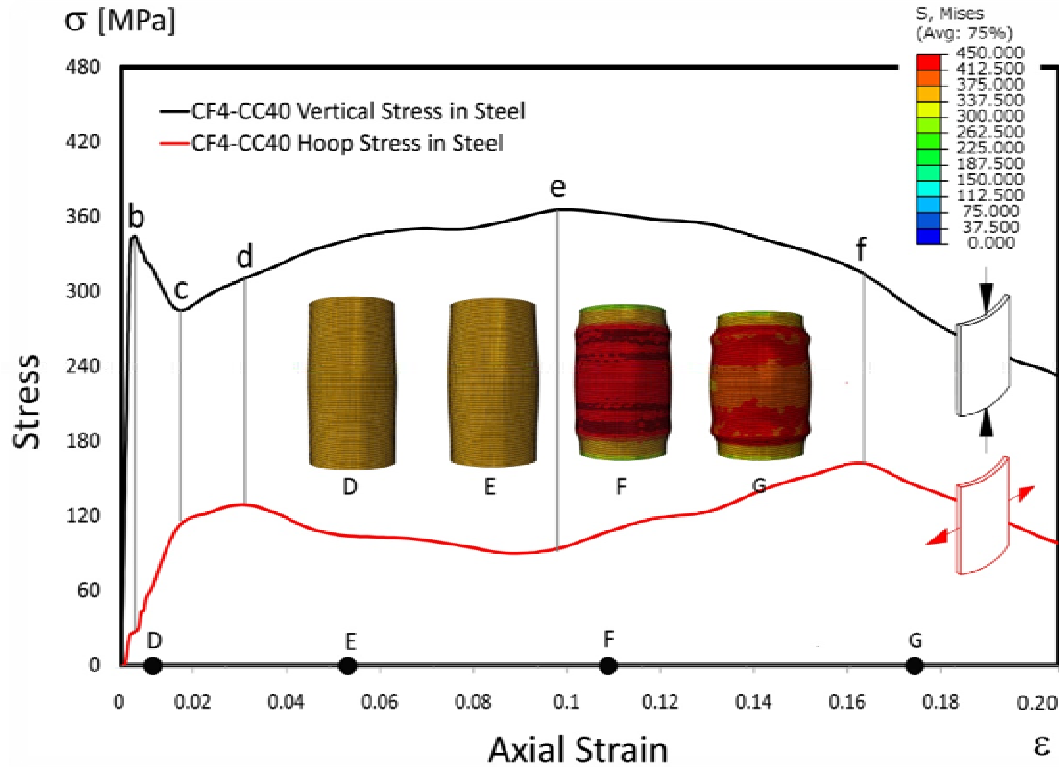 σ [MPa]
S, Mises
(Avg: 75%)
450.000
412.500
375.000
337.500
300.000
262.500
225.000
187.500
150.000
112.500
75.000
37.500
0.000
480
420
360
300
240
180
120
60
0
Stress
CF4-CC40 Vertical Stress in Steel
CF4-CC40 Hoop Stress in Steel
b
c
d
e
f
D
E
F
G
D
E
F
G
0
0.02
0.04
0.06
0.08
0.1
0.12
0.14
0.16
0.18
0.20
Axial Strain
ε